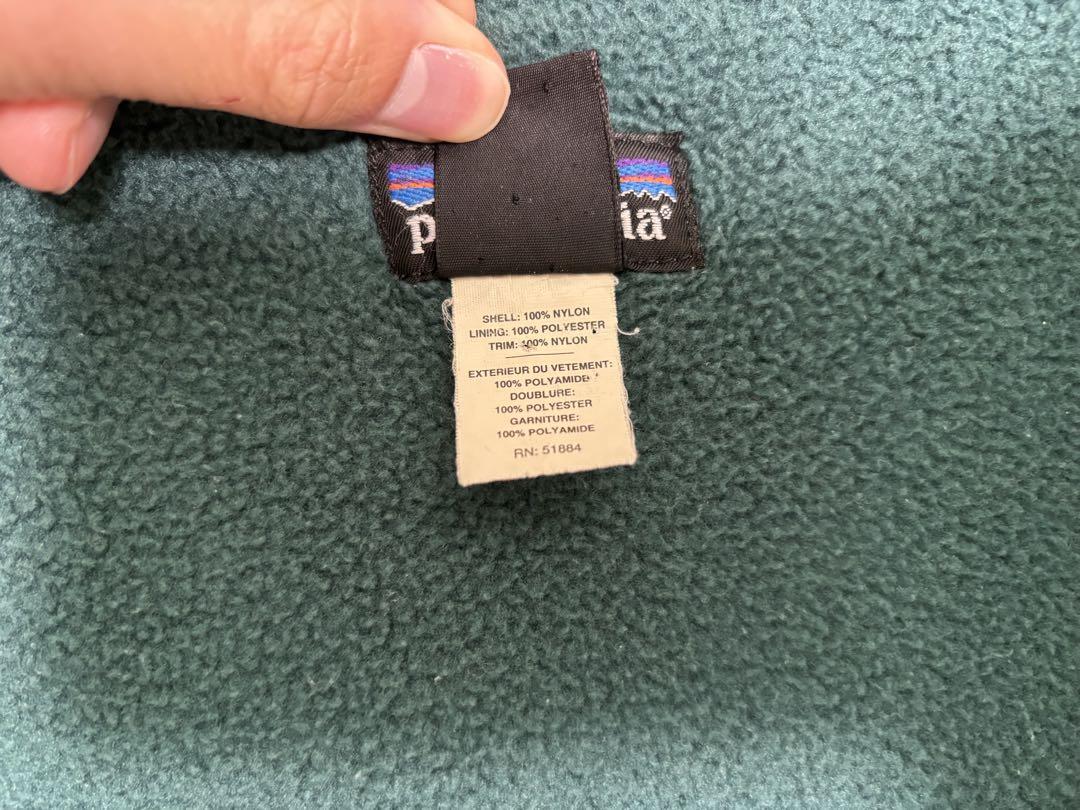 p
ia®
SHELL: 100% NYLON
LINING: 100% POLYESTER
TRIM: 100% NYLON
EXTERIEUR DU VETEMENT:
100% POLYAMIDE
DOUBLURE:
100% POLYESTER
GARNITURE:
100% POLYAMIDE
RN: 51884